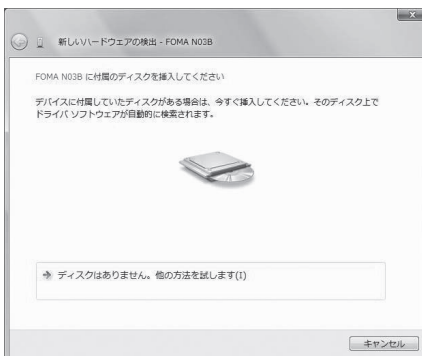 新しいハードウェアの検出 - FOMA N03B
FOMA N03B に付属のディスクを挿入してください
デバイスに付属していたディスクがある場合は、今すぐ挿入してください。そのディスク上で
ドライバ ソフトウェアが自動的に検索されます。
ディスクはありません。他の方法を試します(I)
キャンセル